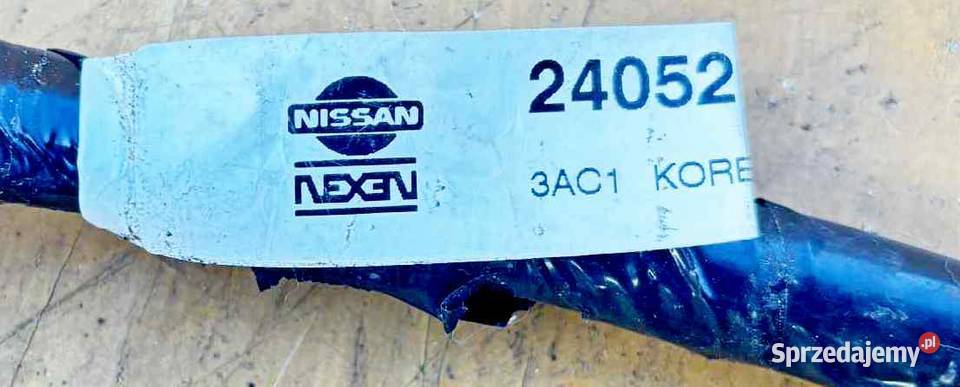 NISSAN
NEXEN
24052
3AC1 KORE
Sprzedajemy.pl